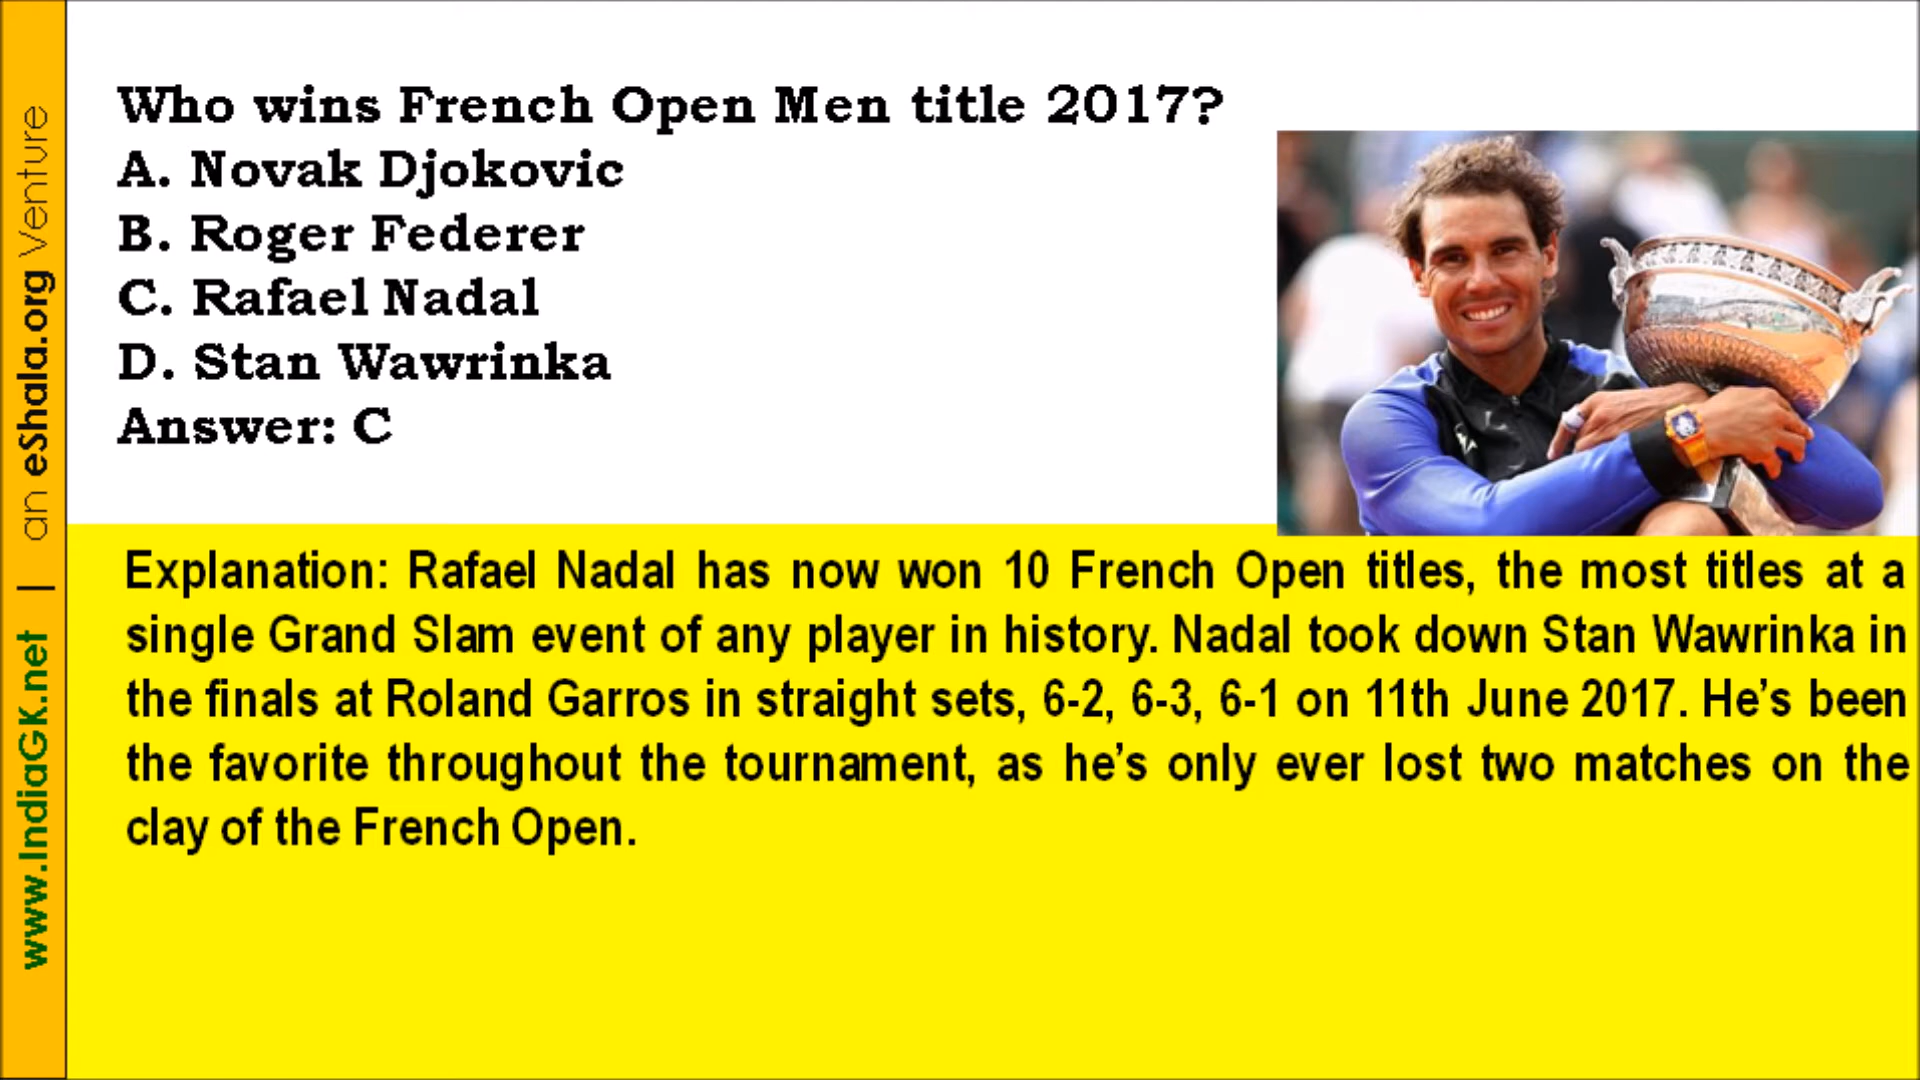 Who wins French Open Men title 2017?
A. Novak Djokovic
B. Roger Federer
C. Rafael Nadal
D. Stan Wawrinka
Answer: C
Explanation: Rafael Nadal has now won 10 French Open titles, the most titles at a
single Grand Slam event of any player in history. Nadal took down Stan Wawrinka in
the finals at Roland Garros in straight sets, 6-2, 6-3, 6-1 on 11th June 2017. He’s been
the favorite throughout the tournament, as he’s only ever lost two matches on the
clay of the French Open.
www.IndiaGK.net | an eShala.org Venture